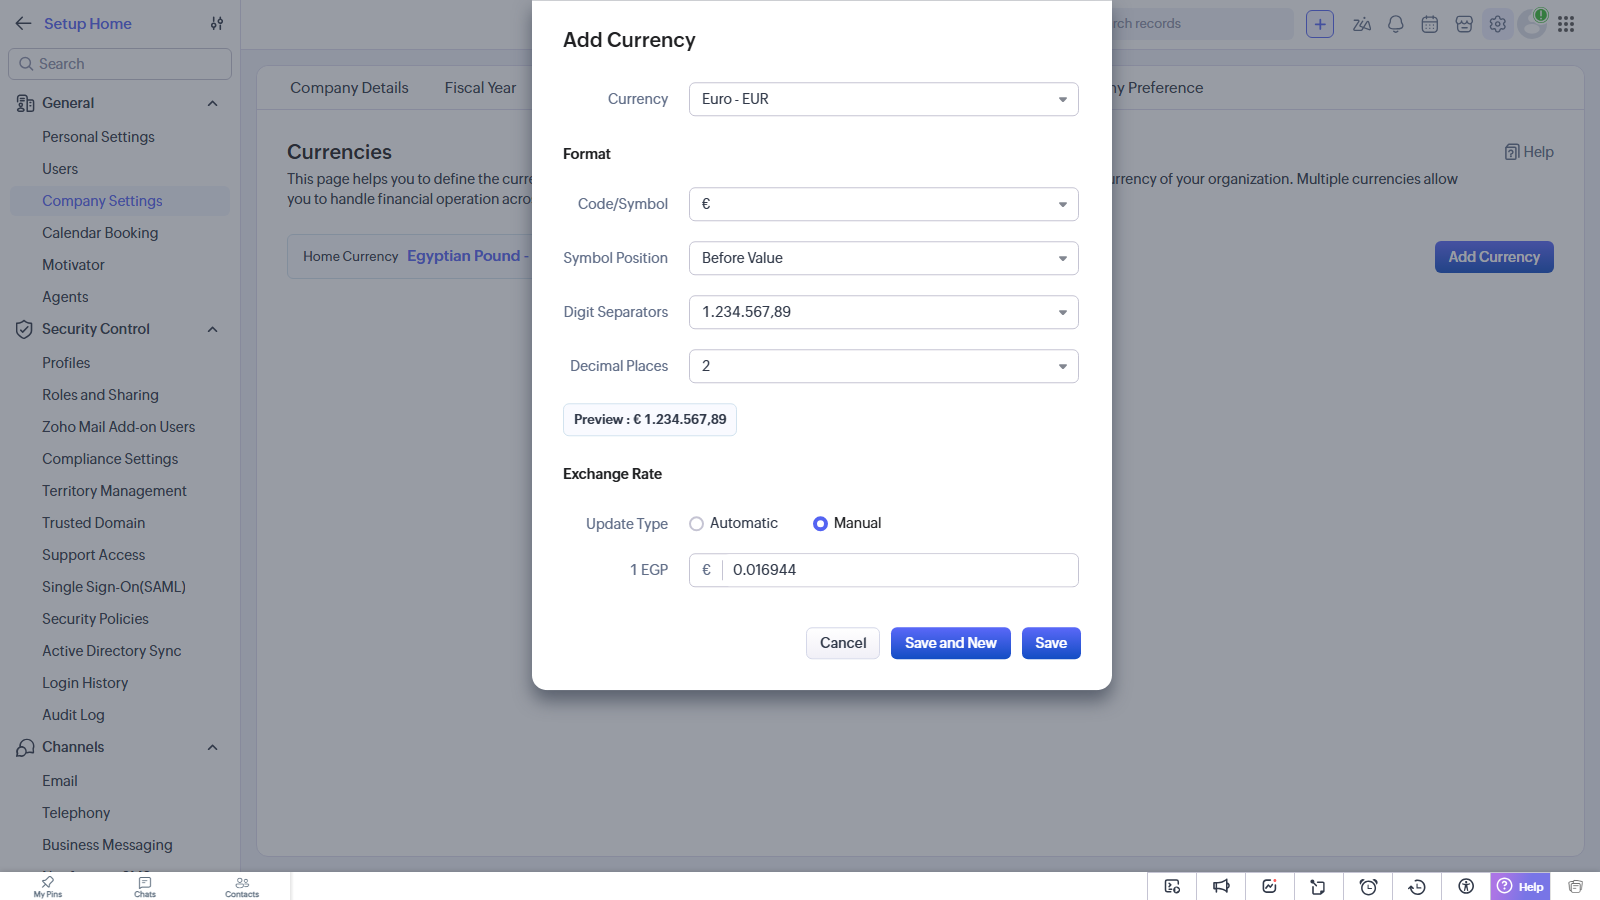 Setup Home
Search
General
Personal Settings
Users
Company Settings
Calendar Booking
Motivator
Agents
Security Control
Profiles
Roles and Sharing
Zoho Mail Add-on Users
Compliance Settings
Territory Management
Trusted Domain
Support Access
Single Sign-On(SAML)
Security Policies
Active Directory Sync
Login History
Audit Log
Channels
Email
Telephony
Business Messaging
My Pins
Chats
Contacts
rch records
Company Details
Fiscal Year
y Preference
Currencies
Help
This page helps you to define the curre
rrency of your organization. Multiple currencies allow
you to handle financial operation acro
Home Currency Egyptian Pound -
Add Currency
Add Currency
Currency
Euro - EUR
Format
Code/Symbol
€
Symbol Position
Before Value
Digit Separators
1.234.567,89
Decimal Places
2
Preview : € 1.234.567,89
Exchange Rate
Update Type
Automatic
Manual
1 EGP
€
0.016944
Cancel
Save and New
Save
Help